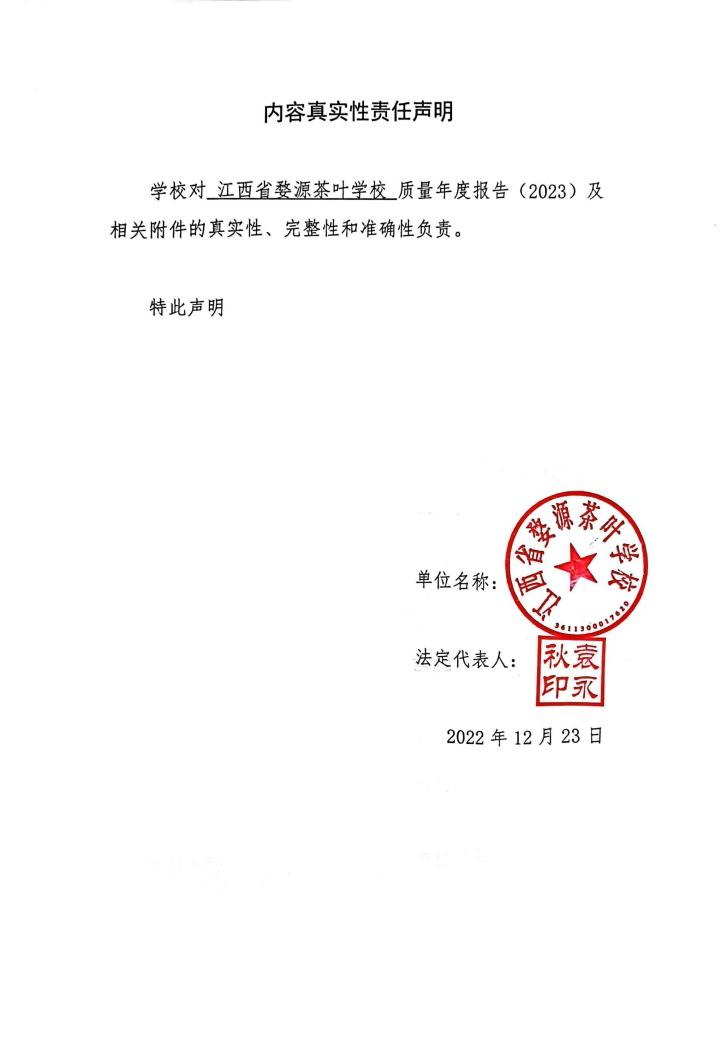 内容真实性责任声明
学校对 江西省婺源茶叶学校 质量年度报告（2023）及
相关附件的真实性、完整性和准确性负责。
特此声明
单位名称：
江西省婺源茶叶学校
3611300017620
法定代表人：
袁永秋印
2022 年 12 月 23 日